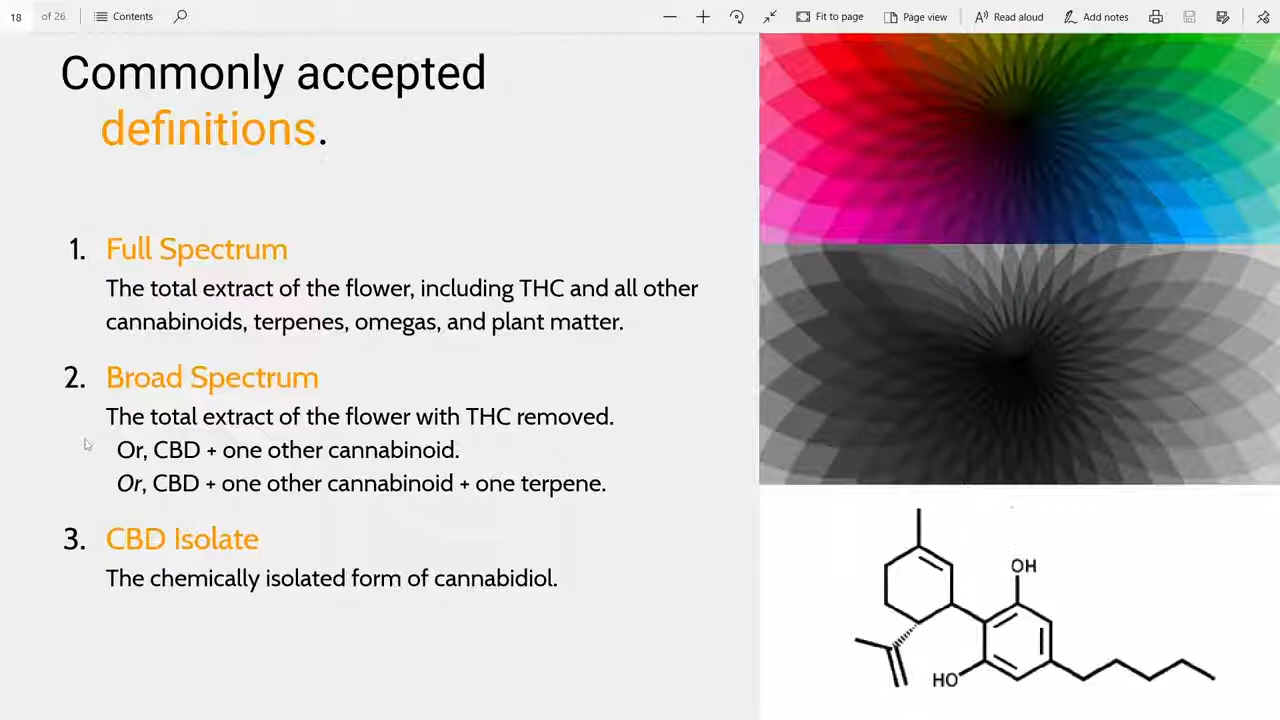 18 of 26 Contents Fit to page Page view Read aloud Add notes
Commonly accepted
definitions.
1. Full Spectrum
The total extract of the flower, including THC and all other
cannabinoids, terpenes, omegas, and plant matter.
2. Broad Spectrum
The total extract of the flower with THC removed.
Or, CBD + one other cannabinoid.
Or, CBD + one other cannabinoid + one terpene.
3. CBD Isolate
The chemically isolated form of cannabidiol.
OH
HO